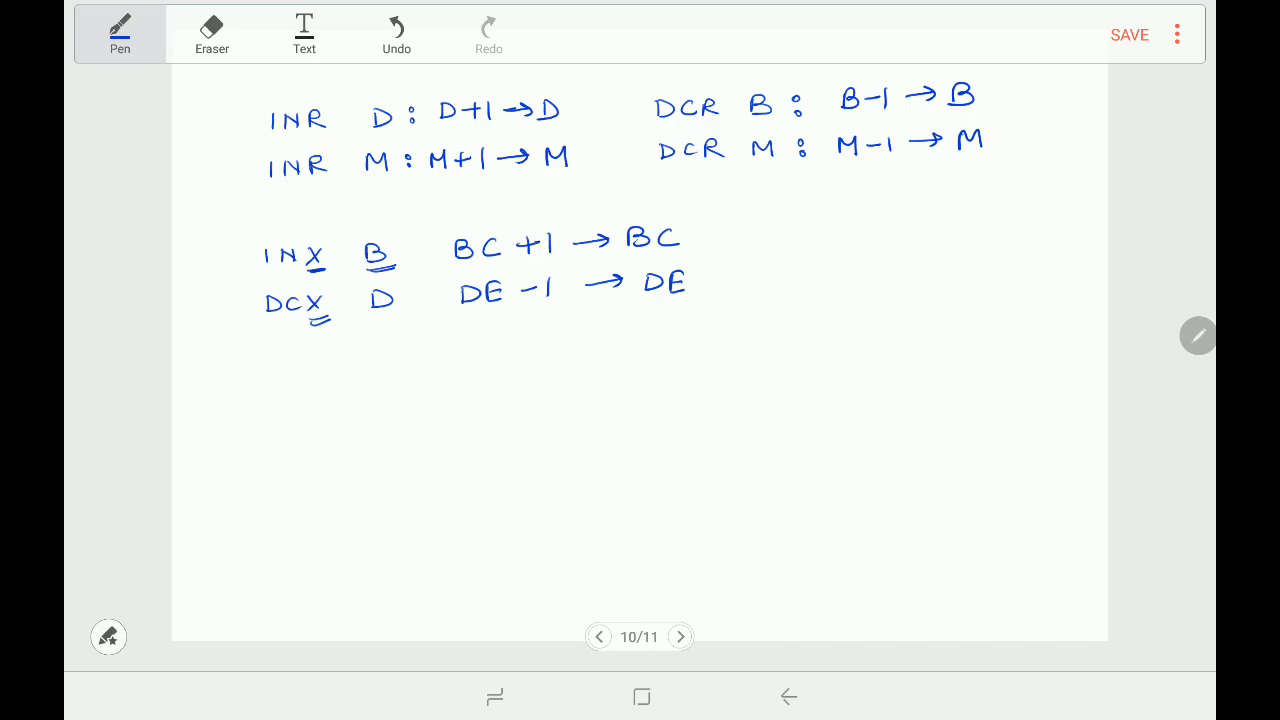 Pen Eraser Text Undo Redo SAVE
INR D : D+1 → D
INR M : M+1 → M
DCR B : B-1 → B
DCR M : M-1 → M
INX B BC +1 → BC
DCX D DE -1 → DE
10/11